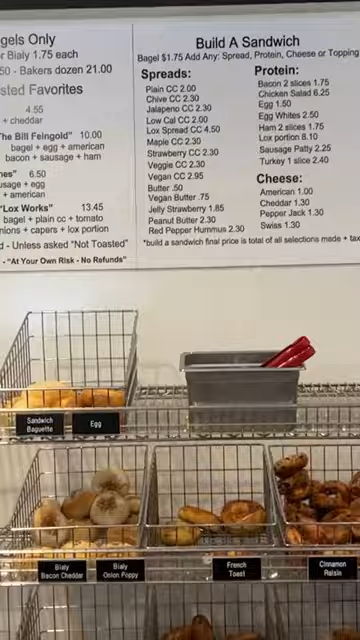 gels Only
or Bialy 1.75 each
50 - Bakers dozen 21.00
sted Favorites
4.55
+ cheddar
The Bill Feingold" 10.00
bagel + egg + american
bacon + sausage + ham
nes" 6.50
usage + egg
+ american
"Lox Works" 13.45
bagel + plain cc + tomato
nions + capers + lox portion
d - Unless asked "Not Toasted"
- "At Your Own Risk - No Refunds"
Build A Sandwich
Bagel $1.75 Add Any: Spread, Protein, Cheese or Topping
Spreads:
Plain CC 2.00
Chive CC 2.30
Jalapeno CC 2.30
Low Cal CC 2.00
Lox Spread CC 4.50
Maple CC 2.30
Strawberry CC 2.30
Veggie CC 2.30
Vegan CC 2.95
Butter .50
Vegan Butter .75
Jelly Strawberry 1.85
Peanut Butter 2.30
Red Pepper Hummus 2.30
Protein:
Bacon 2 slices 1.75
Chicken Salad 6.25
Egg 1.50
Egg Whites 2.50
Ham 2 slices 1.75
Lox portion 8.10
Sausage Patty 2.25
Turkey 1 slice 2.40
Cheese:
American 1.00
Cheddar 1.30
Pepper Jack 1.30
Swiss 1.30
*build a sandwich final price is total of all selections made + tax
Sandwich
Baguette
Egg
Bialy
Bacon Cheddar
Bialy
Onion Poppy
French
Toast
Cinnamon
Raisin